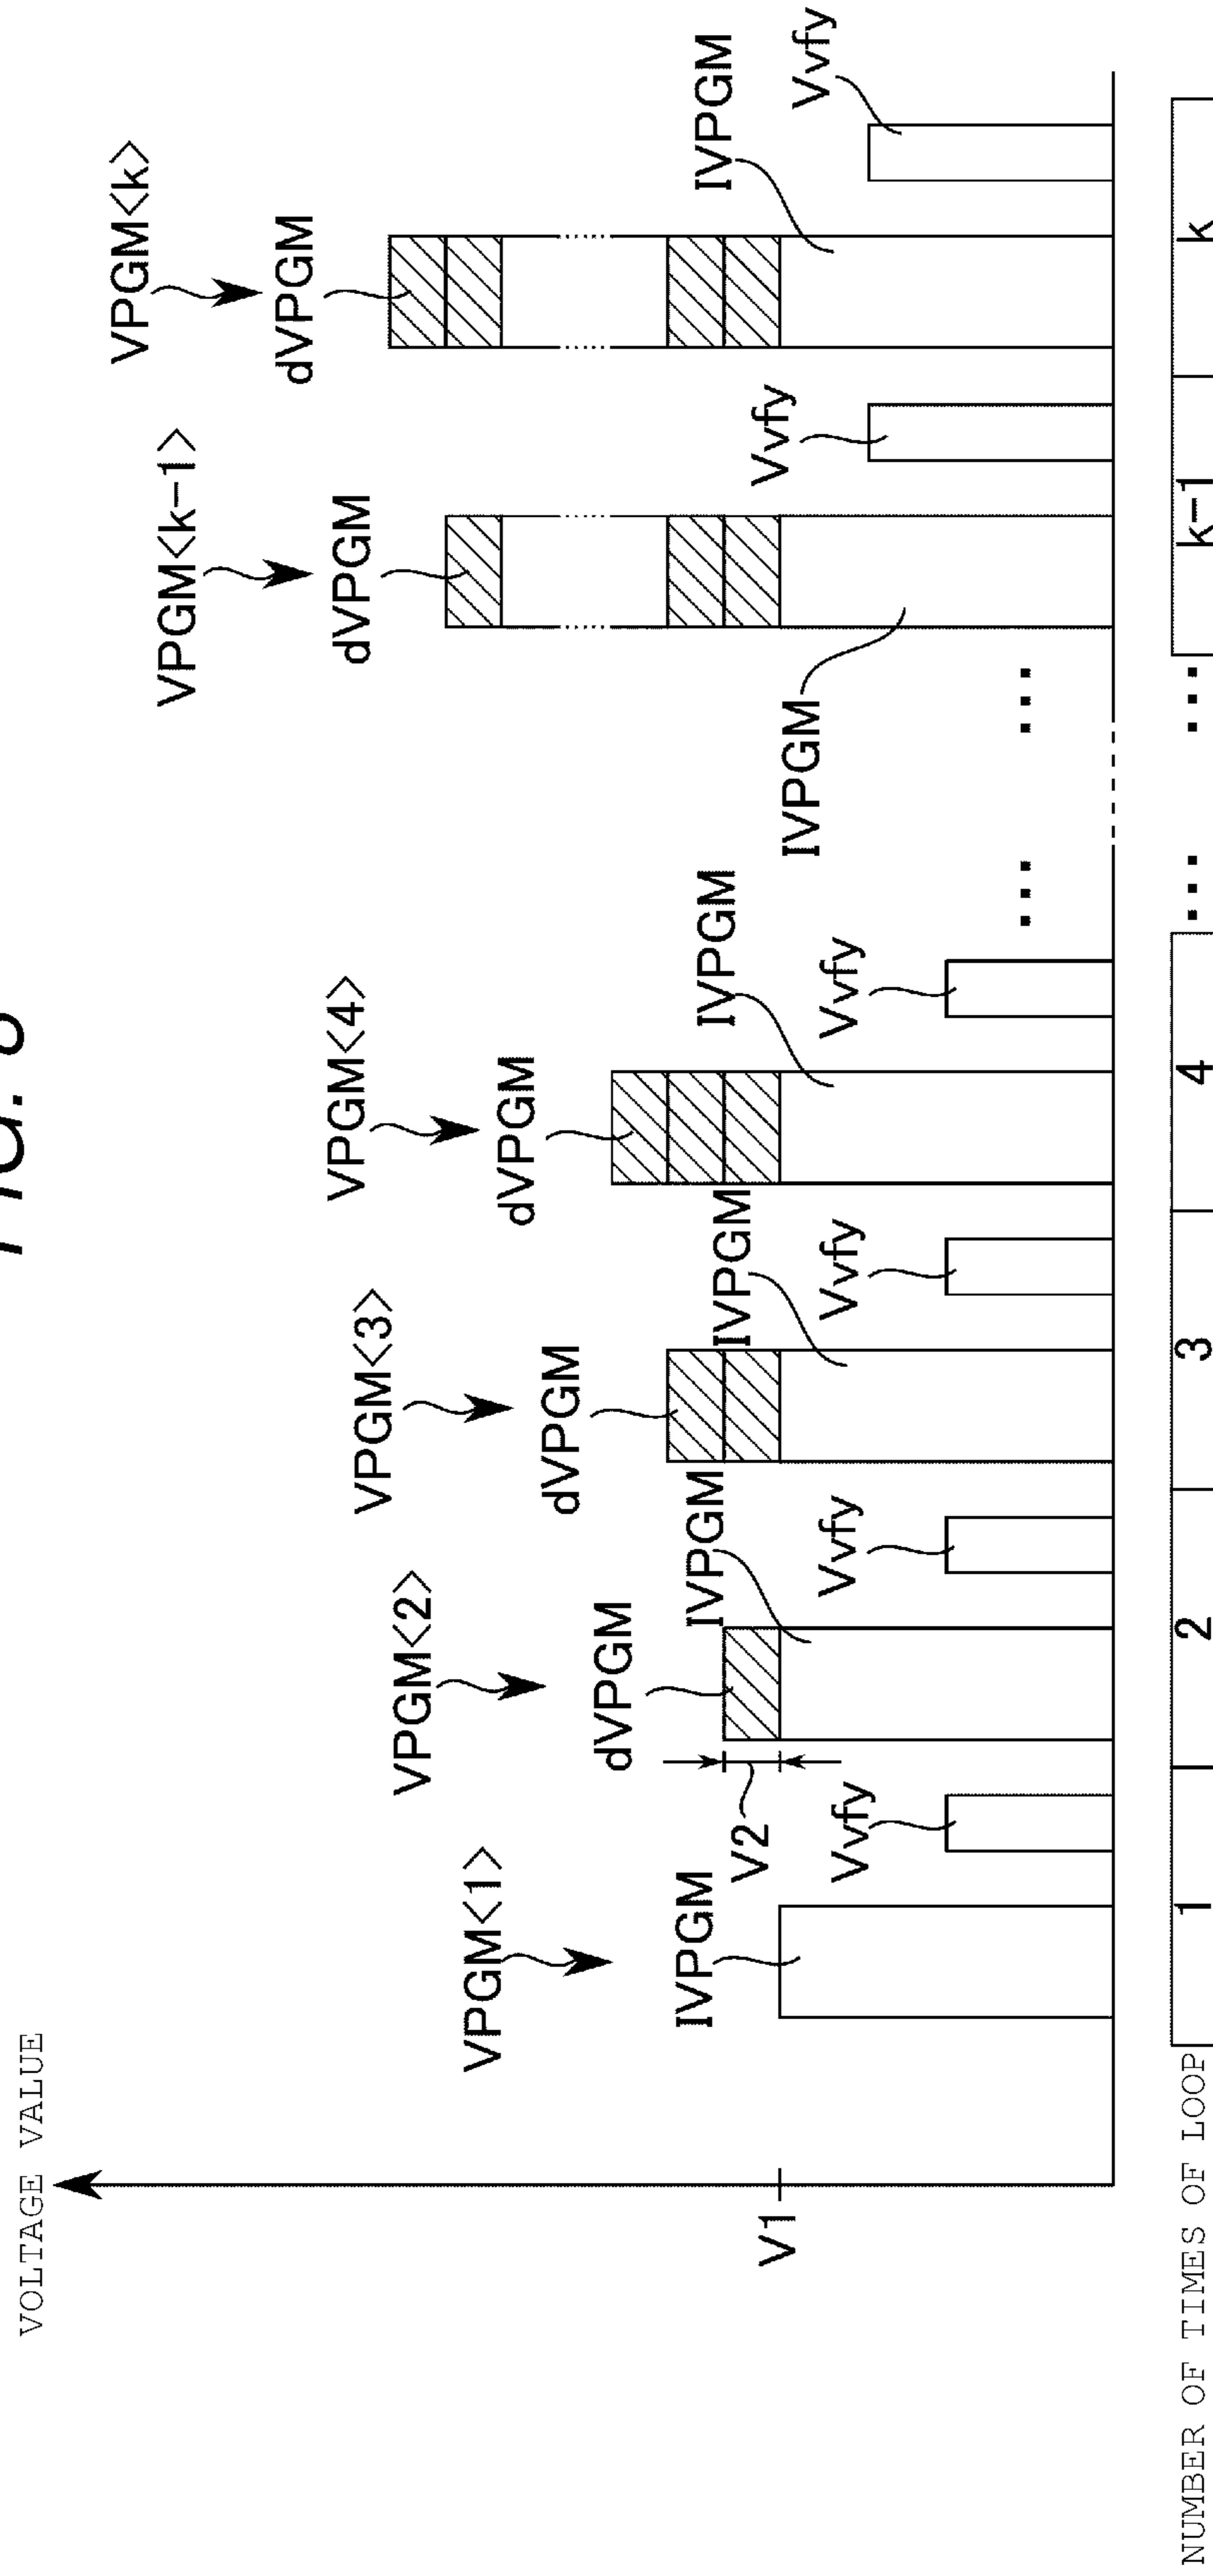 FIG. 8
VOLTAGE VALUE
VPGM<1>
VPGM<2>
VPGM<3>
VPGM<4>
VPGM<k-1>
VPGM<k>
dVPGM
dVPGM
dVPGM
dVPGM
dVPGM
IVPGM
IVPGM
IVPGM
IVPGM
IVPGM
IVPGM
V1
V2
Vvfy
Vvfy
Vvfy
Vvfy
Vvfy
Vvfy
... ...
NUMBER OF TIMES OF LOOP 1 2 3 4 ... ... k-1 k